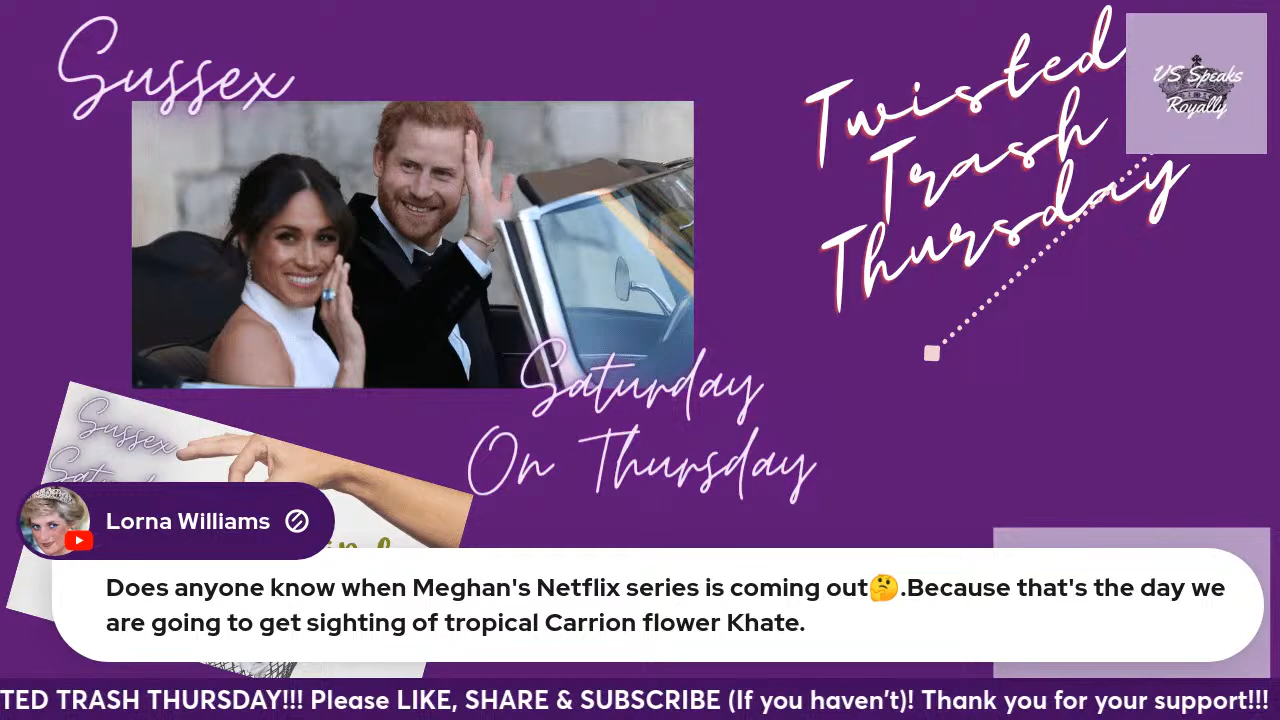 Sussex
Twisted
Trash
Thursday
VS Speaks
Royally
Saturday
On Thursday
Sussex
Lorna Williams
Does anyone know when Meghan's Netflix series is coming out🤔.Because that's the day we
are going to get sighting of tropical Carrion flower Khate.
TED TRASH THURSDAY!!! Please LIKE, SHARE & SUBSCRIBE (If you haven't)! Thank you for your support!!!